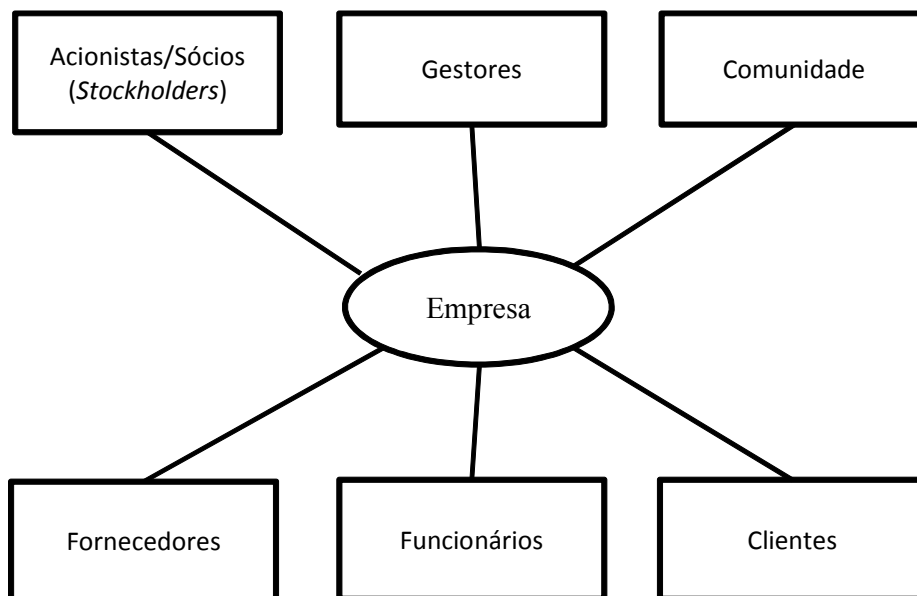 Acionistas/Sócios
(Stockholders)
Gestores
Comunidade
Empresa
Fornecedores
Funcionários
Clientes